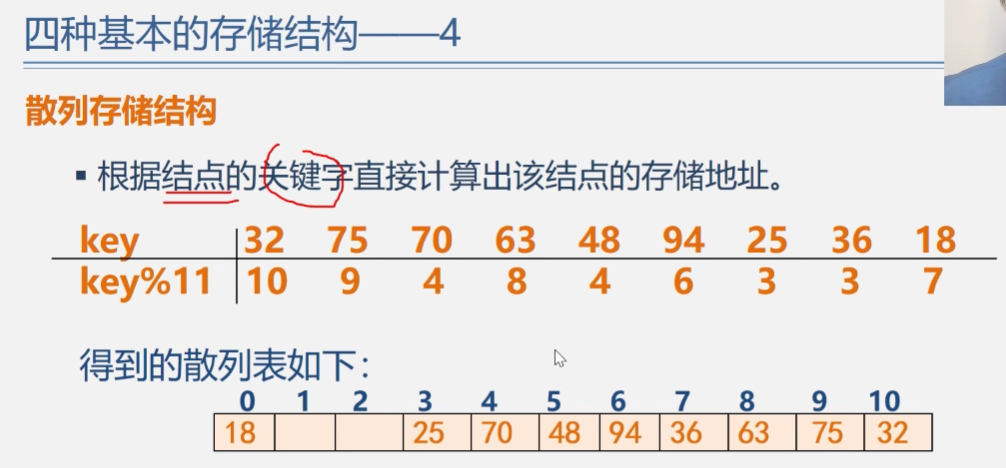 四种基本的存储结构——4
散列存储结构
▪ 根据结点的关键字直接计算出该结点的存储地址。
key 32 75 70 63 48 94 25 36 18
key%11 10 9 4 8 4 6 3 3 7
得到的散列表如下：
0 1 2 3 4 5 6 7 8 9 10
18 25 70 48 94 36 63 75 32